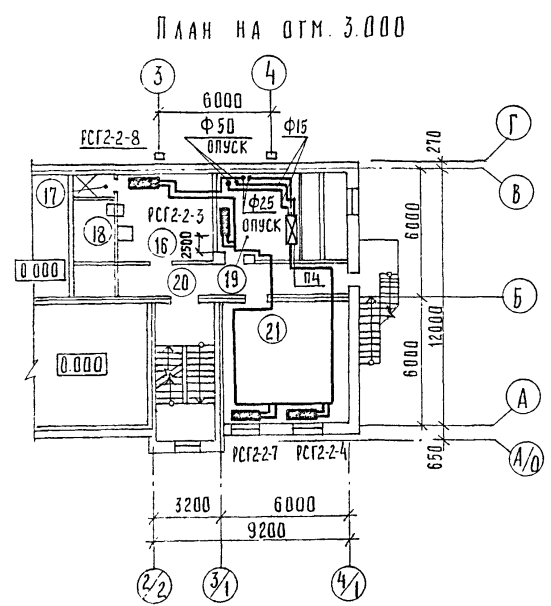 План на отм. 3.000
3
4
6000
РСГ2-2-8
Ф50
опуск
Ф15
Г
270
В
17
18
РСГ2-2-3
Ф25
опуск
6000
16
2500
0.000
20
19
П4
Б
21
0.000
6000
12000
А
РСГ2-2-7
РСГ2-2-4
650
А/0
3200
6000
9200
2/2
3/1
4/1